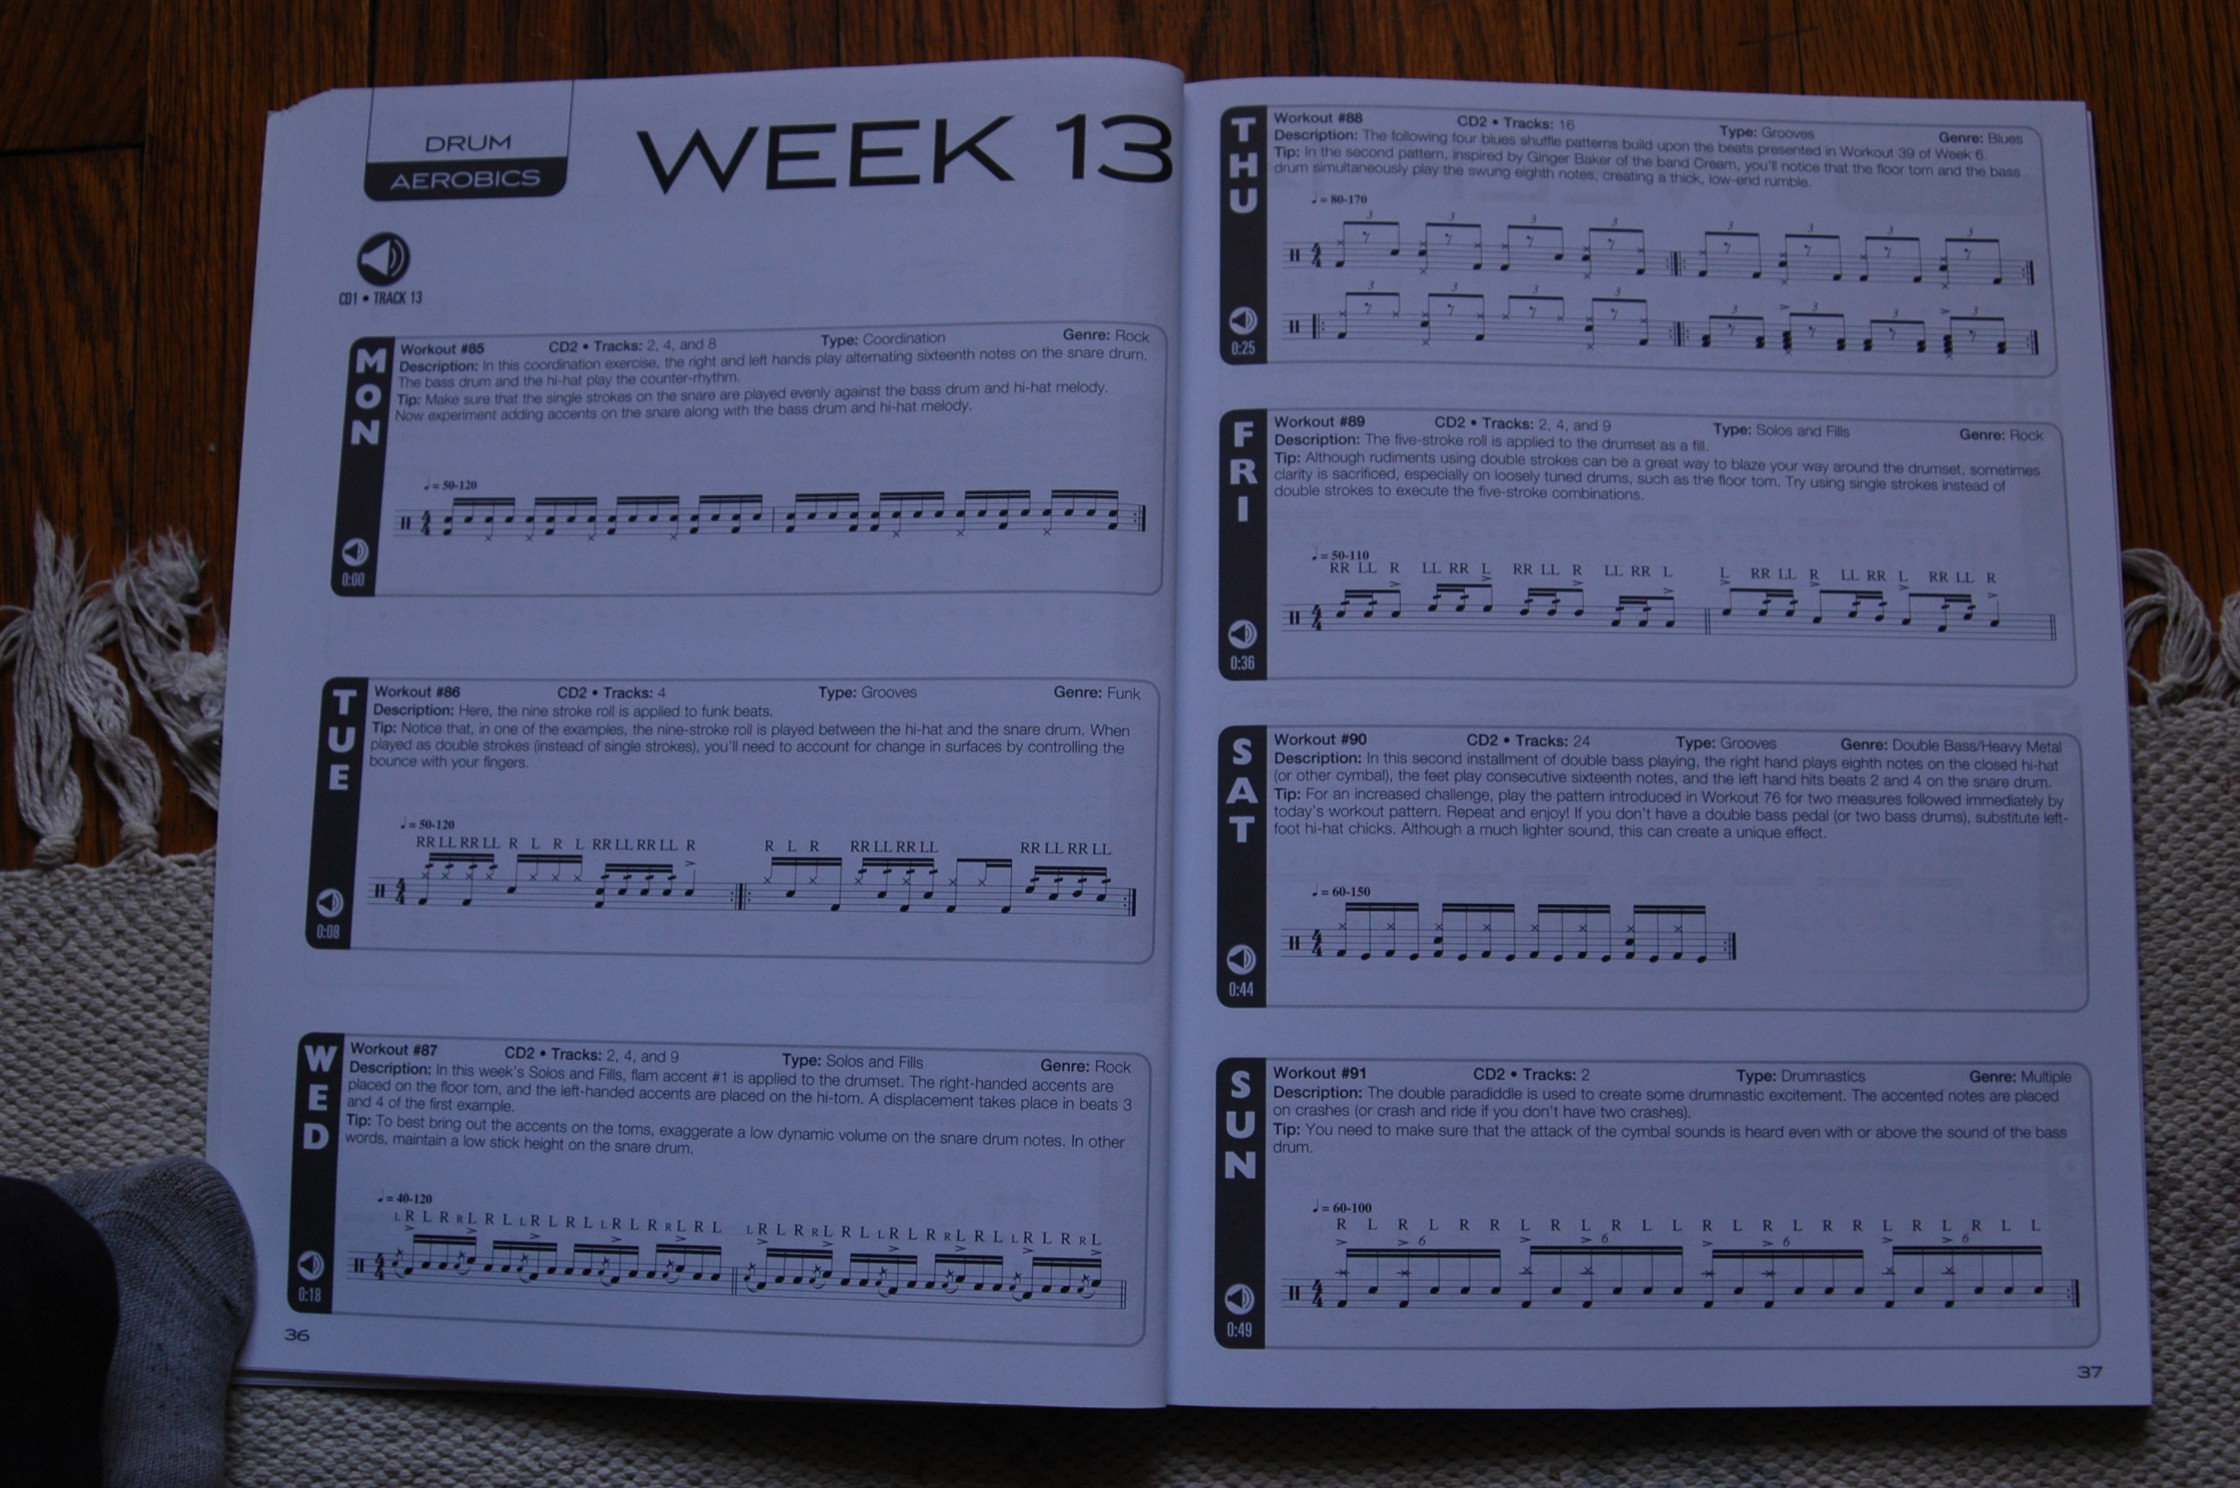 DRUM
AEROBICS
WEEK 13
CD1 • TRACK 13
MON
Workout #85 CD2 • Tracks: 2, 4, and 8 Type: Coordination Genre: Rock
Description: In this coordination exercise, the right and left hands play alternating sixteenth notes on the snare drum.
The bass drum and the hi-hat play the counter-rhythm.
Tip: Make sure that the single strokes on the snare are played evenly against the bass drum and hi-hat melody.
Now experiment adding accents on the snare along with the bass drum and hi-hat melody.
♩ = 50-120
4
4
0:00
TUE
Workout #86 CD2 • Tracks: 4 Type: Grooves Genre: Funk
Description: Here, the nine stroke roll is applied to funk beats.
Tip: Notice that, in one of the examples, the nine-stroke roll is played between the hi-hat and the snare drum. When
played as double strokes (instead of single strokes), you'll need to account for change in surfaces by controlling the
bounce with your fingers.
♩ = 50-120
RR LL RR LL R L R L RR LL RR LL R R L R RR LL RR LL RR LL RR LL
4
4
0:08
WED
Workout #87 CD2 • Tracks: 2, 4, and 9 Type: Solos and Fills Genre: Rock
Description: In this week's Solos and Fills, flam accent #1 is applied to the drumset. The right-handed accents are
placed on the floor tom, and the left-handed accents are placed on the hi-tom. A displacement takes place in beats 3
and 4 of the first example.
Tip: To best bring out the accents on the toms, exaggerate a low dynamic volume on the snare drum notes. In other
words, maintain a low stick height on the snare drum.
♩ = 40-120
L R L R R L R L L R L R L L R L R R L R L L R L R R L R L L R L R R L R L L R L R R L
4
4
0:18
36
THU
Workout #88 CD2 • Tracks: 16 Type: Grooves Genre: Blues
Description: The following four blues shuffle patterns build upon the beats presented in Workout 39 of Week 6.
Tip: In the second pattern, inspired by Ginger Baker of the band Cream, you'll notice that the floor tom and the bass
drum simultaneously play the swung eighth notes, creating a thick, low-end rumble.
♩ = 80-170
3 3 3 3 3 3 3 3
4
4
3 3 3 3 3 3 3 3
0:25
FRI
Workout #89 CD2 • Tracks: 2, 4, and 9 Type: Solos and Fills Genre: Rock
Description: The five-stroke roll is applied to the drumset as a fill.
Tip: Although rudiments using double strokes can be a great way to blaze your way around the drumset, sometimes
clarity is sacrificed, especially on loosely tuned drums, such as the floor tom. Try using single strokes instead of
double strokes to execute the five-stroke combinations.
♩ = 50-110
RR LL R LL RR L RR LL R LL RR L L RR LL R LL RR L RR LL R
4
4
0:36
SAT
Workout #90 CD2 • Tracks: 24 Type: Grooves Genre: Double Bass/Heavy Metal
Description: In this second installment of double bass playing, the right hand plays eighth notes on the closed hi-hat
(or other cymbal), the feet play consecutive sixteenth notes, and the left hand hits beats 2 and 4 on the snare drum.
Tip: For an increased challenge, play the pattern introduced in Workout 76 for two measures followed immediately by
today's workout pattern. Repeat and enjoy! If you don't have a double bass pedal (or two bass drums), substitute left-
foot hi-hat chicks. Although a much lighter sound, this can create a unique effect.
♩ = 60-150
4
4
0:44
SUN
Workout #91 CD2 • Tracks: 2 Type: Drumnastics Genre: Multiple
Description: The double paradiddle is used to create some drumnastic excitement. The accented notes are placed
on crashes (or crash and ride if you don't have two crashes).
Tip: You need to make sure that the attack of the cymbal sounds is heard even with or above the sound of the bass
drum.
♩ = 60-100
R L R L R R L R L R L L R L R L R R L R L R L L
6 6 6 6
4
4
0:49
37